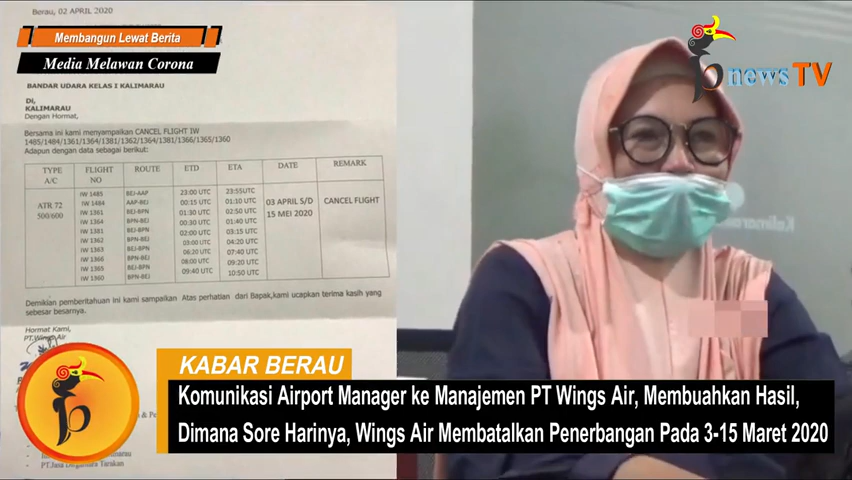 Berau, 02 APRIL 2020
Membangun Lewat Berita
Media Melawan Corona
BANDAR UDARA KELAS I KALIMARAU
DI,
KALIMARAU
Dengan Hormat,
Bersama ini kami menyampaikan CANCEL FLIGHT IW
1485/1484/1361/1364/1381/1362/1364/1381/1366/1365/1360
Adapun dengan data sebagai berikut:
TYPE A/C FLIGHT NO ROUTE ETD ETA DATE REMARK
ATR 72 500/600 03 APRIL S/D 15 MEI 2020 CANCEL FLIGHT
IW 1485 BEJ-AAP 23:00 UTC 23:55UTC
IW 1484 AAP-BEJ 00:15 UTC 01:10 UTC
IW 1361 BEJ-BPN 01:30 UTC 02:50 UTC
IW 1364 BPN-BEJ 00:30 UTC 01:40 UTC
IW 1381 BEJ-BPN 02:00 UTC 03:15 UTC
IW 1362 BPN-BEJ 03:00 UTC 04:20 UTC
IW 1363 BEJ-BPN 06:20 UTC 07:40 UTC
IW 1366 BPN-BEJ 08:00 UTC 09:20 UTC
IW 1365 BEJ-BPN 09:40 UTC 10:50 UTC
IW 1360 BPN-BEJ
Demikian pemberitahuan ini kami sampaikan Atas perhatian dari Bapak,kami ucapkan terima kasih yang
sebesar besarnya.
Hormat Kami,
PT.Wings Air
PT.Jasa Dirgantara Tarakan
bnewsTV
KABAR BERAU
Komunikasi Airport Manager ke Manajemen PT Wings Air, Membuahkan Hasil,
Dimana Sore Harinya, Wings Air Membatalkan Penerbangan Pada 3-15 Maret 2020